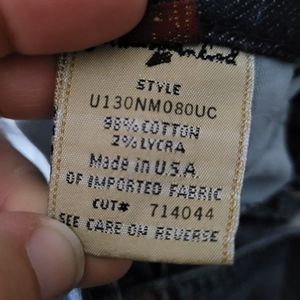 STYLE
U130NM080UC
98% COTTON
2% LYCRA
Made in U.S.A.
OF IMPORTED FABRIC
CUT# 714044
SEE CARE ON REVERSE